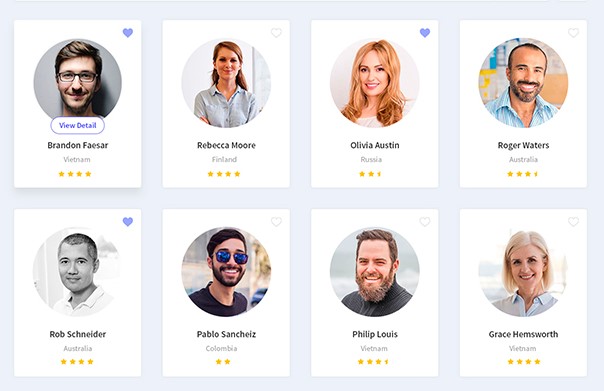 View Detail
Brandon Faesar
Vietnam
Rebecca Moore
Finland
Olivia Austin
Russia
Roger Waters
Australia
Rob Schneider
Australia
Pablo Sancheiz
Colombia
Philip Louis
Vietnam
Grace Hemsworth
Vietnam